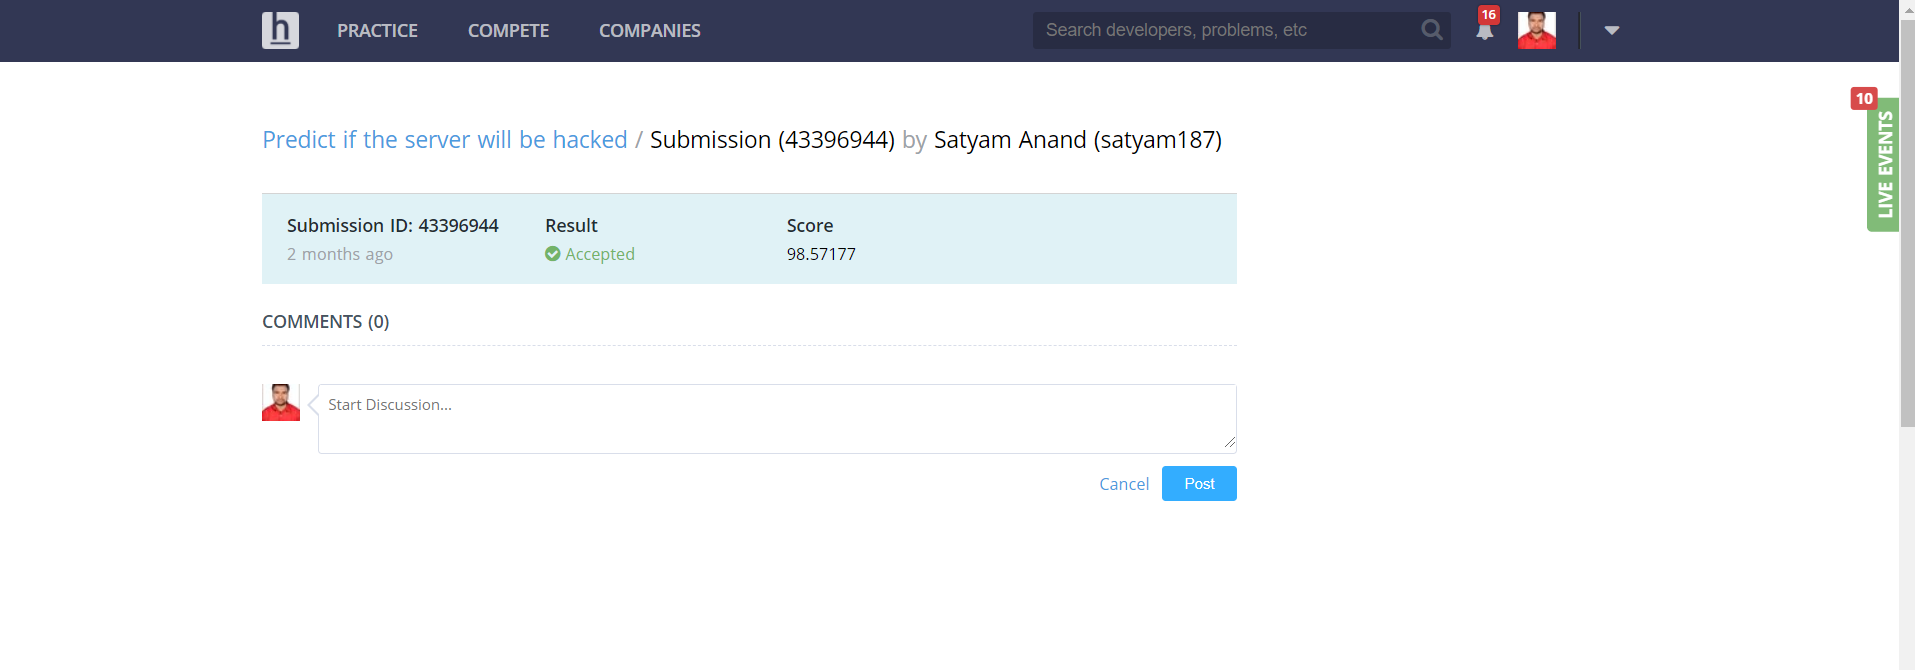 h PRACTICE COMPETE COMPANIES Search developers, problems, etc 16
10
LIVE EVENTS
Predict if the server will be hacked / Submission (43396944) by Satyam Anand (satyam187)
Submission ID: 43396944 Result Score
2 months ago Accepted 98.57177
COMMENTS (0)
Start Discussion...
Cancel Post